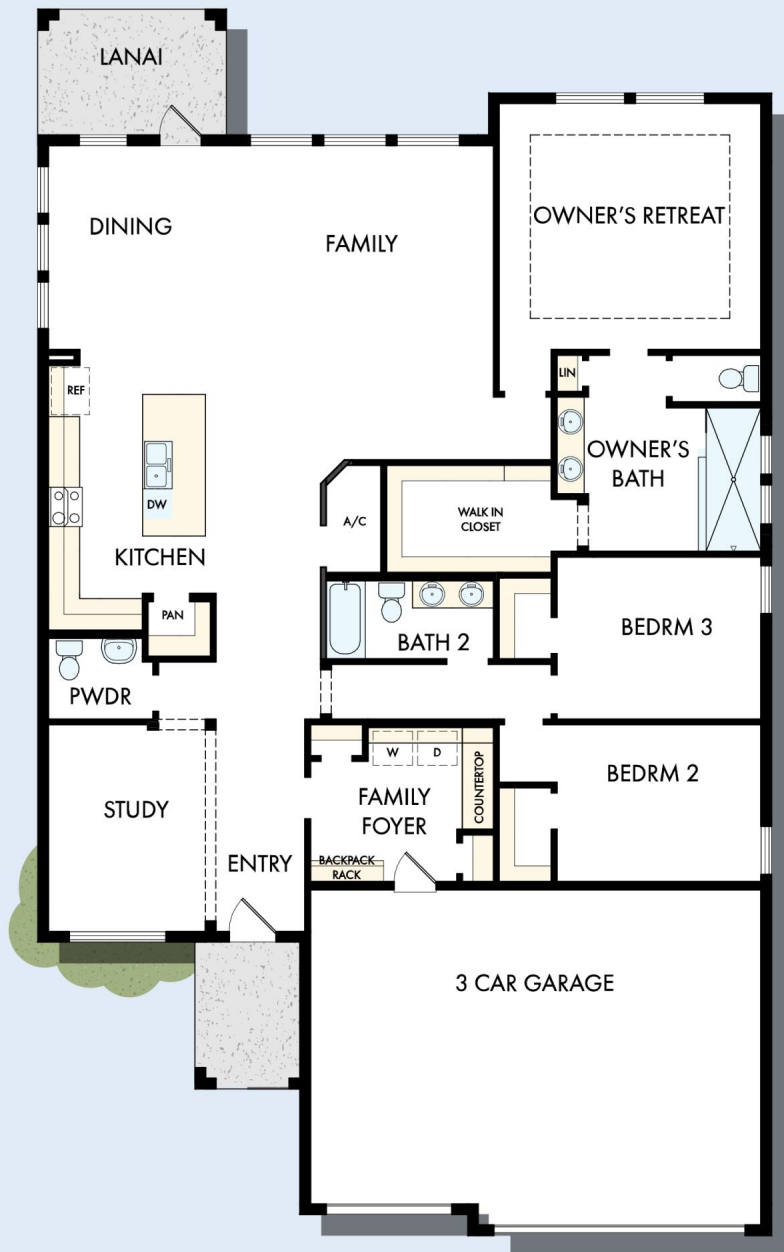 LANAI
DINING
FAMILY
OWNER'S RETREAT
REF
LIN
DW
OWNER'S
BATH
A/C
WALK IN
CLOSET
KITCHEN
PAN
BATH 2
BEDRM 3
PWDR
W
D
COUNTERTOP
BEDRM 2
STUDY
FAMILY
FOYER
ENTRY
BACKPACK
RACK
3 CAR GARAGE